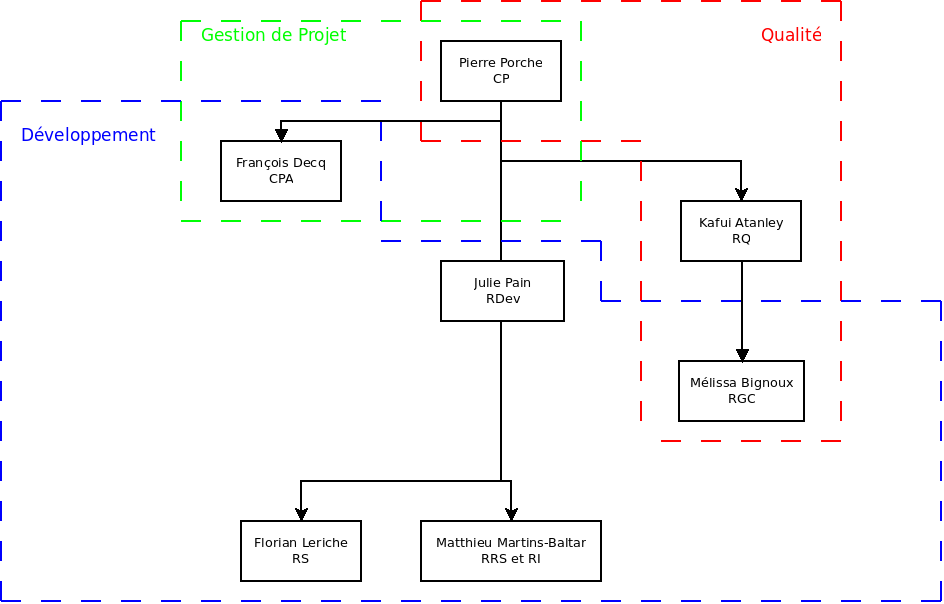 Gestion de Projet
Qualité
Pierre Porche
CP
Développement
François Decq
CPA
Kafui Atanley
RQ
Julie Pain
RDev
Mélissa Bignoux
RGC
Florian Leriche
RS
Matthieu Martins-Baltar
RRS et RI